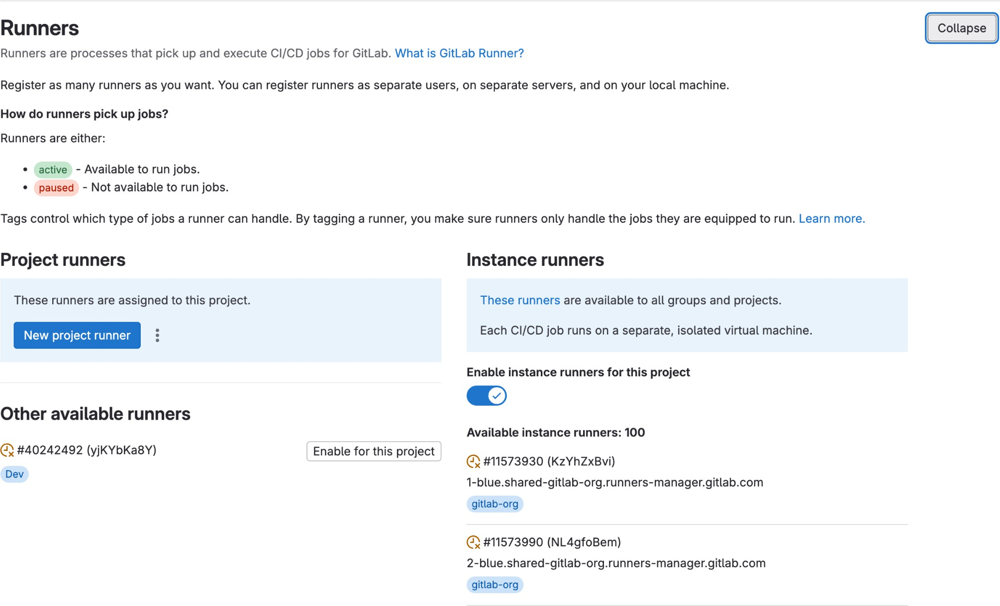 Runners
Collapse
Runners are processes that pick up and execute CI/CD jobs for GitLab. What is GitLab Runner?
Register as many runners as you want. You can register runners as separate users, on separate servers, and on your local machine.
How do runners pick up jobs?
Runners are either:
• active - Available to run jobs.
• paused - Not available to run jobs.
Tags control which type of jobs a runner can handle. By tagging a runner, you make sure runners only handle the jobs they are equipped to run. Learn more.
Project runners
These runners are assigned to this project.
New project runner
Other available runners
#40242492 (yjKYbKa8Y)
Enable for this project
Dev
Instance runners
These runners are available to all groups and projects.
Each CI/CD job runs on a separate, isolated virtual machine.
Enable instance runners for this project
Available instance runners: 100
#11573930 (KzYhZxBvi)
1-blue.shared-gitlab-org.runners-manager.gitlab.com
gitlab-org
#11573990 (NL4gfoBem)
2-blue.shared-gitlab-org.runners-manager.gitlab.com
gitlab-org